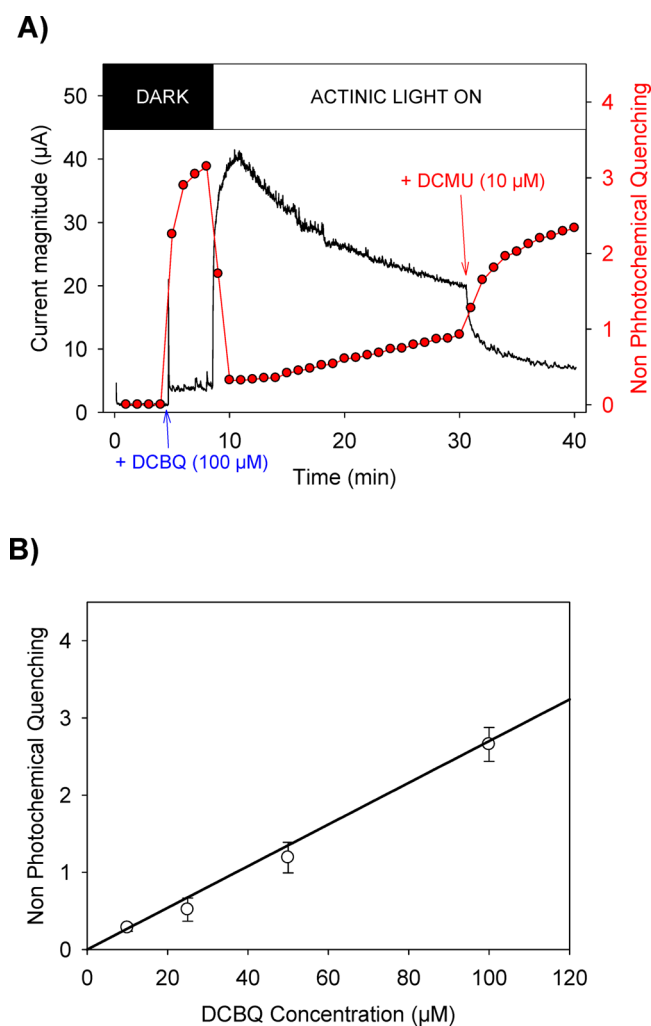 A)
DARK
ACTINIC LIGHT ON
50
40
30
20
10
0
Current magnitude (µA)
4
3
2
1
0
Non Phhotochemical Quenching
+ DCMU (10 µM)
0
10
20
30
40
+ DCBQ (100 µM)
Time (min)
B)
4
3
2
1
0
Non Photochemical Quenching
0
20
40
60
80
100
120
DCBQ Concentration (µM)